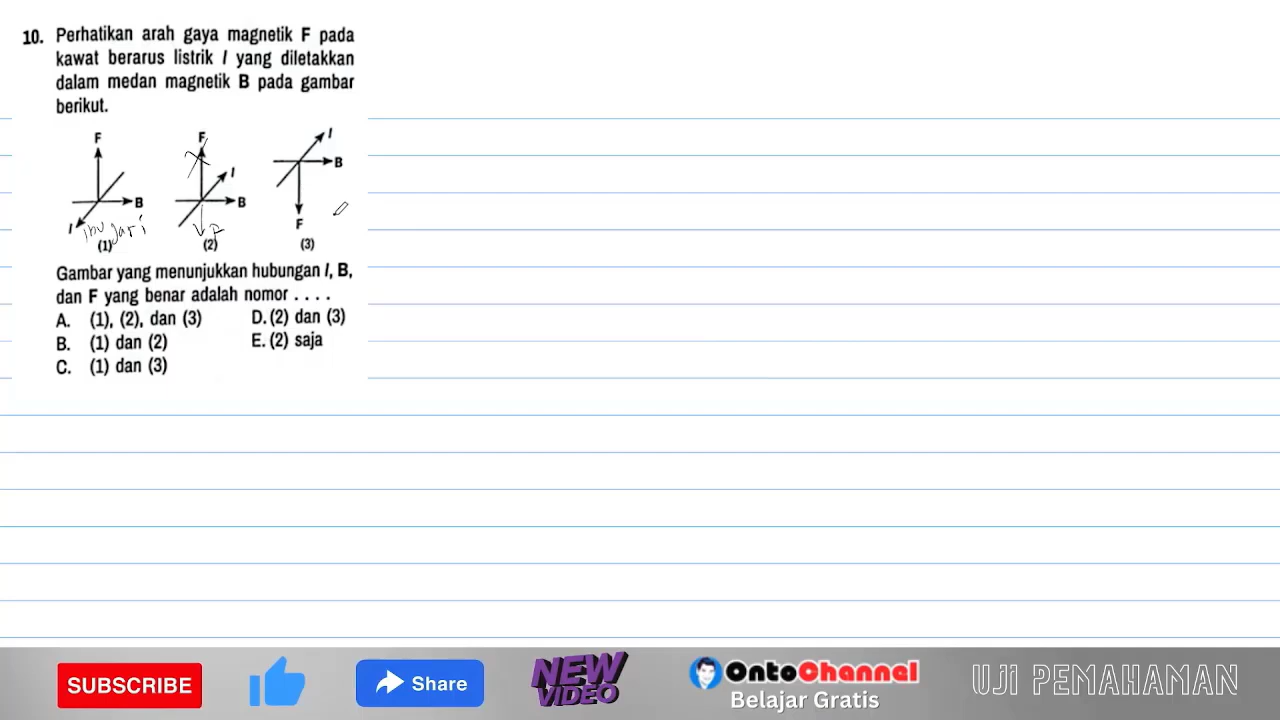 10. Perhatikan arah gaya magnetik F pada
kawat berarus listrik I yang diletakkan
dalam medan magnetik B pada gambar
berikut.
F
B
I
ibu jari
(1)
F
I
B
F
(2)
I
B
F
(3)
Gambar yang menunjukkan hubungan I, B,
dan F yang benar adalah nomor . . . .
A. (1), (2), dan (3)
B. (1) dan (2)
C. (1) dan (3)
D. (2) dan (3)
E. (2) saja
SUBSCRIBE
Share
NEW
VIDEO
OntoChannel
Belajar Gratis
UJI PEMAHAMAN